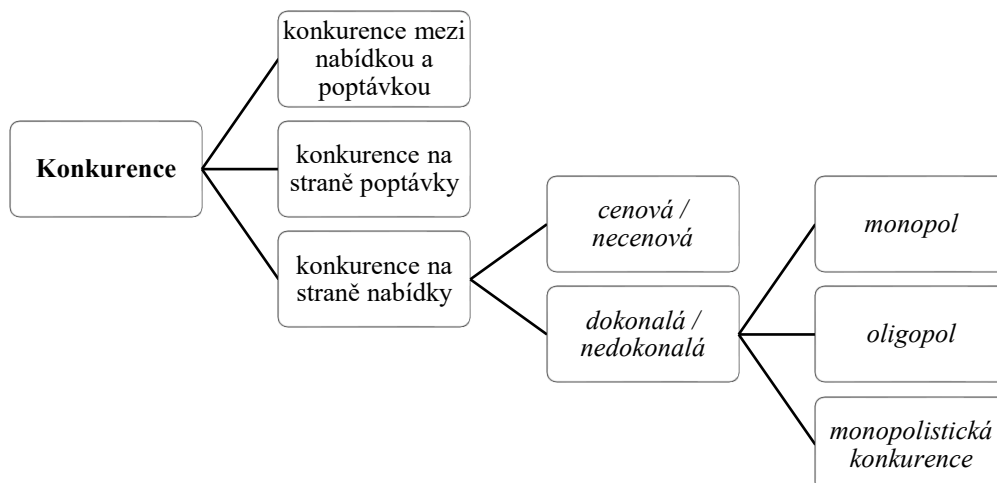 konkurence mezi
nabídkou a
poptávkou
Konkurence
konkurence na
straně poptávky
konkurence na
straně nabídky
cenová /
necenová
dokonalá /
nedokonalá
monopol
oligopol
monopolistická
konkurence